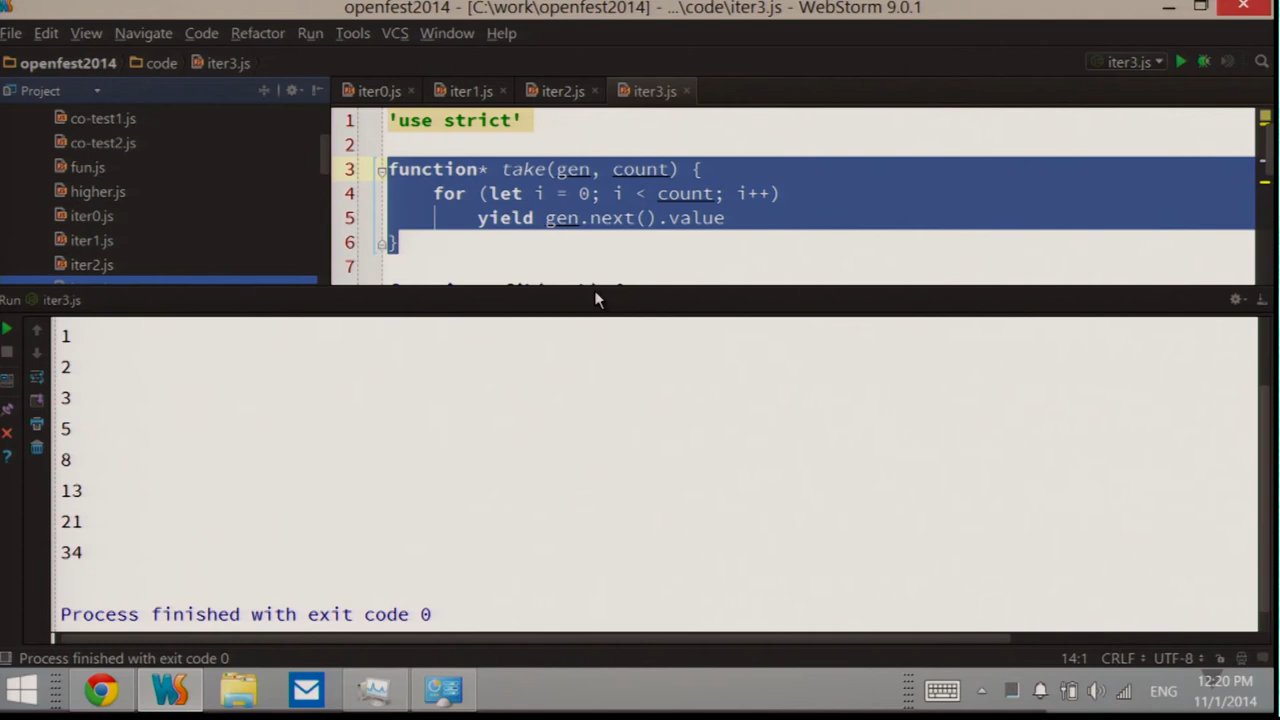 openfest2014 - [C:\work\openfest2014] - ...\code\iter3.js - WebStorm 9.0.1
File Edit View Navigate Code Refactor Run Tools VCS Window Help
openfest2014 code iter3.js
iter3.js
Project
iter0.js iter1.js iter2.js iter3.js
co-test1.js
co-test2.js
fun.js
higher.js
iter0.js
iter1.js
iter2.js
1 'use strict'
2
3 function* take(gen, count) {
4 for (let i = 0; i < count; i++)
5 yield gen.next().value
6 }
7
Run iter3.js
1
2
3
5
8
13
21
34
Process finished with exit code 0
Process finished with exit code 0
14:1 CRLF UTF-8
ENG
12:20 PM
11/1/2014